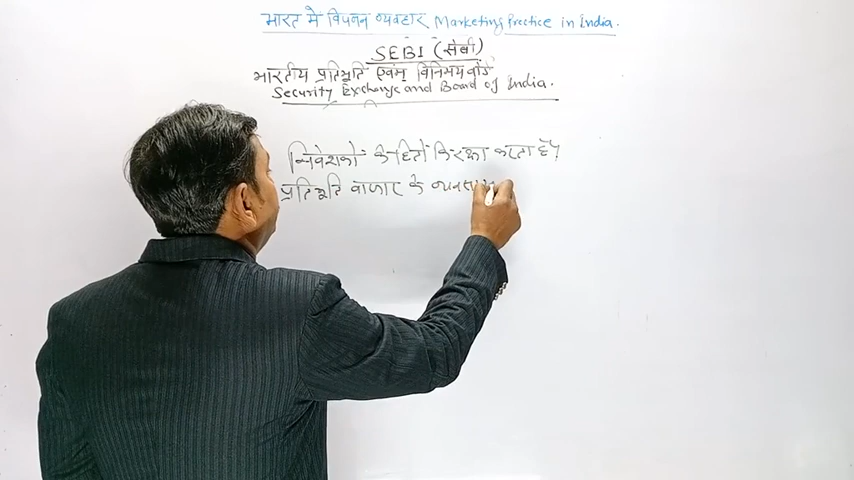 भारत मे विपणन व्यवहार Marketing Practice in India.
SEBI (सेबी)
भारतीय प्रतिभूति एवंम् विनिमय बोर्ड
Security Exchange and Board of India.
निवेशको के हितों कि रक्षा करता है।
प्रतिभूति बाजार के